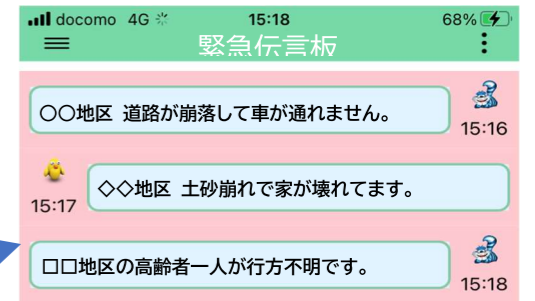 docomo 4G 15:18 68%
緊急伝言板
○○地区 道路が崩落して車が通れません。
15:16
◇◇地区 土砂崩れで家が壊れてます。
15:17
□□地区の高齢者一人が行方不明です。
15:18